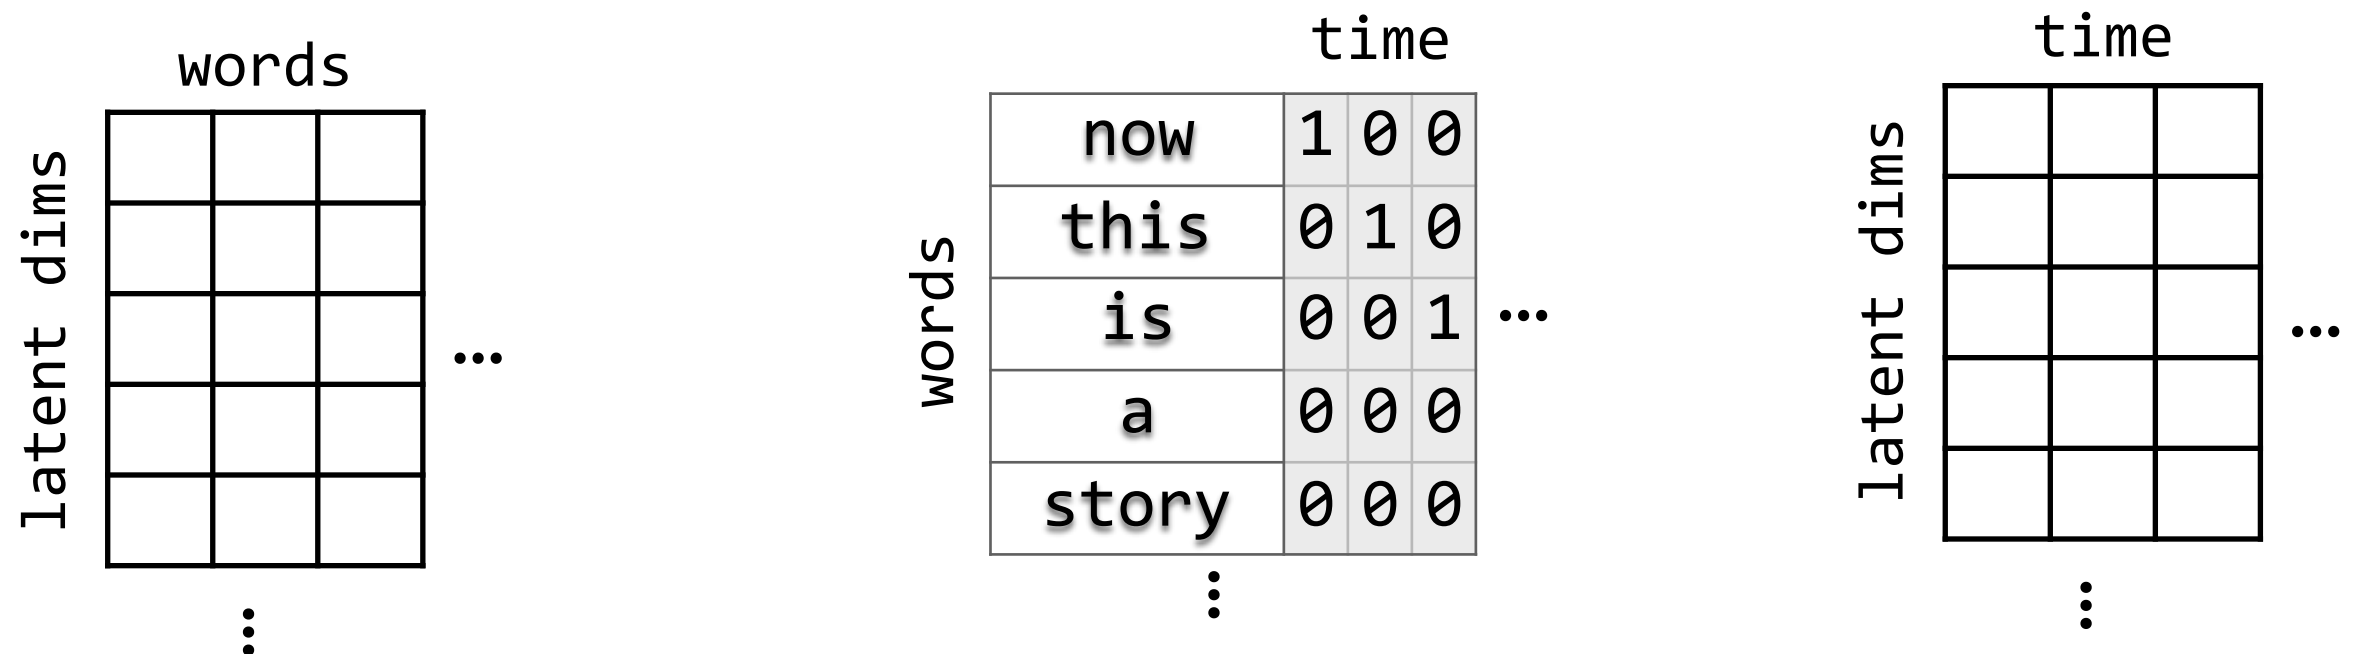 words
latent dims
...
...
time
words
now 1 0 0
this 0 1 0
is 0 0 1
a 0 0 0
story 0 0 0
...
...
time
latent dims
...
...